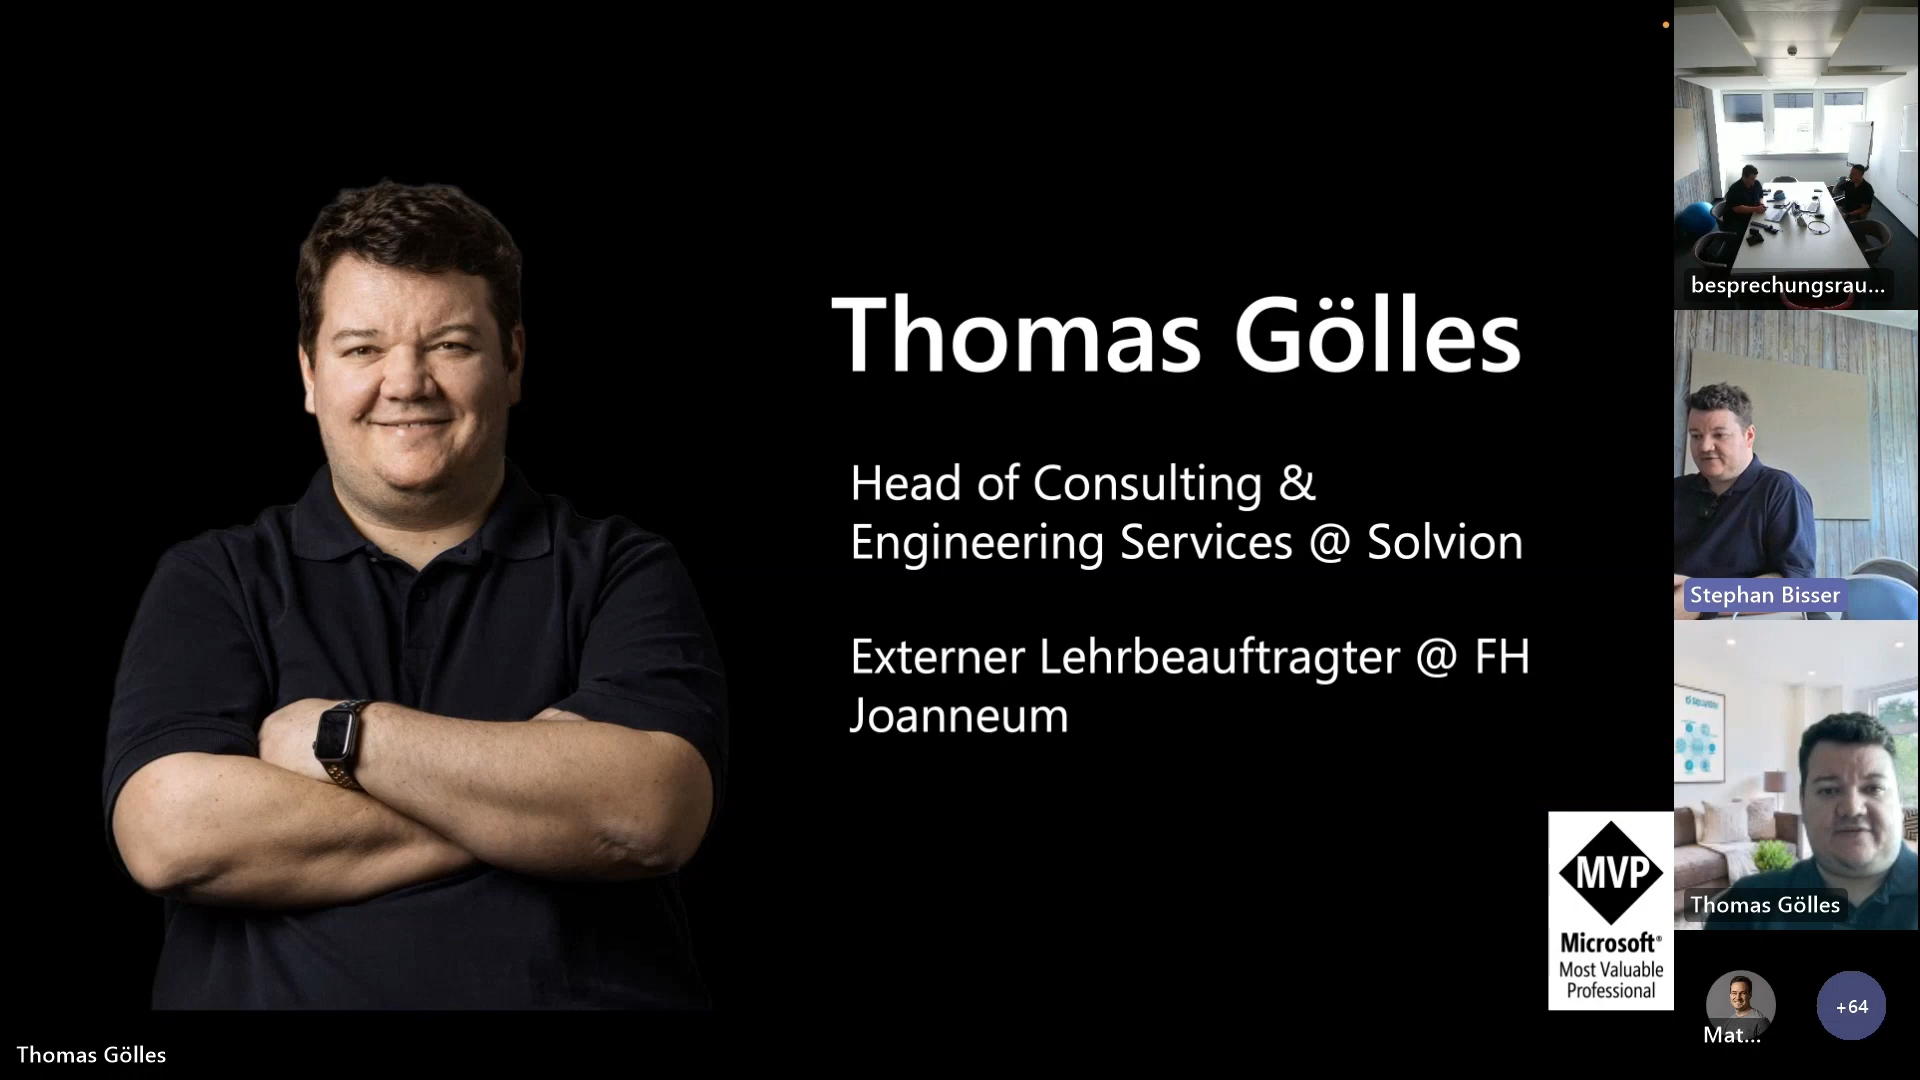 Thomas Gölles
Head of Consulting &
Engineering Services @ Solvion
Externer Lehrbeauftragter @ FH
Joanneum
MVP
Microsoft®
Most Valuable
Professional
Thomas Gölles
besprechungsrau...
Stephan Bisser
Thomas Gölles
Mat...
+64